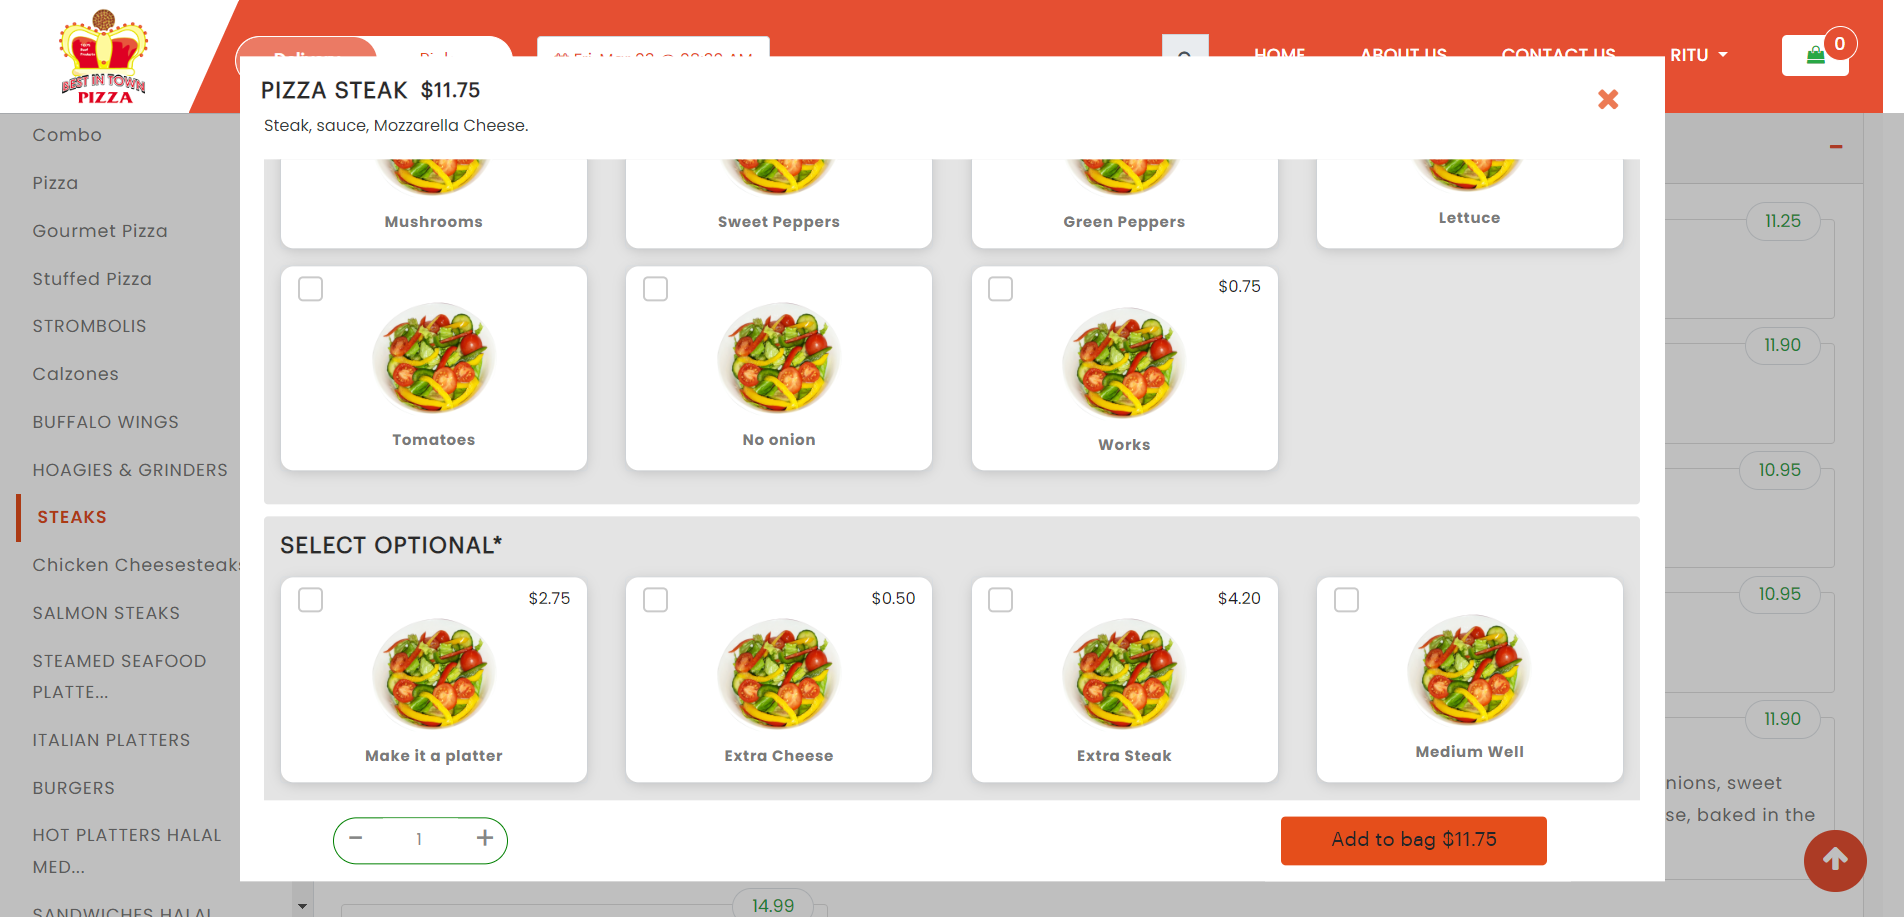 BEST IN TOWN
PIZZA
HOME
ABOUT US
CONTACT US
RITU
0
PIZZA STEAK $11.75
Steak, sauce, Mozzarella Cheese.
Combo
Pizza
Gourmet Pizza
Stuffed Pizza
STROMBOLIS
Calzones
BUFFALO WINGS
HOAGIES & GRINDERS
STEAKS
Chicken Cheesesteaks
SALMON STEAKS
STEAMED SEAFOOD
PLATTE...
ITALIAN PLATTERS
BURGERS
HOT PLATTERS HALAL
MED...
SANDWICHES HALAL
Mushrooms
Sweet Peppers
Green Peppers
Lettuce
Tomatoes
No onion
$0.75
Works
SELECT OPTIONAL*
$2.75
Make it a platter
$0.50
Extra Cheese
$4.20
Extra Steak
Medium Well
− 1 +
Add to bag $11.75
11.25
11.90
10.95
10.95
11.90
nions, sweet
se, baked in the
14.99